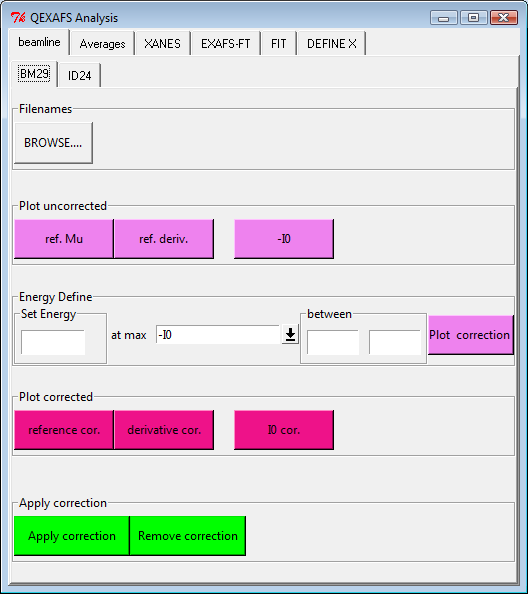 QEXAFS Analysis
beamline Averages XANES EXAFS-FT FIT DEFINE X
BM29 ID24
Filenames
BROWSE....
Plot uncorrected
ref. Mu ref. deriv. -I0
Energy Define
Set Energy between
at max -I0 Plot correction
Plot corrected
reference cor. derivative cor. I0 cor.
Apply correction
Apply correction Remove correction